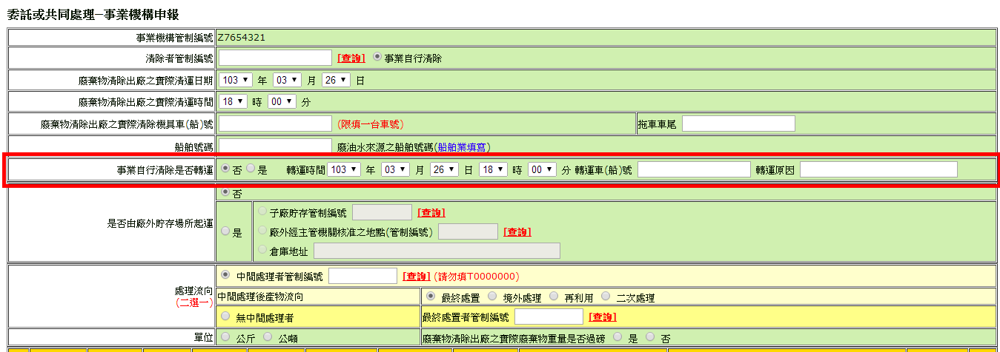 委託或共同處理—事業機構申報
事業機構管制編號 Z7654321
清除者管制編號 [查詢] 事業自行清除
廢棄物清除出廠之實際清運日期 103 年 03 月 26 日
廢棄物清除出廠之實際清運時間 18 時 00 分
廢棄物清除出廠之實際清除機具車(船)號 (限填一台車號) 拖車車尾
船舶號碼 廢油水來源之船舶號碼(船舶業填寫)
事業自行清除是否轉運 否 是 轉運時間 103 年 03 月 26 日 18 時 00 分 轉運車(船)號 轉運原因
是否由廠外貯存場所起運 否
是 子廠貯存管制編號 [查詢]
廠外經主管機關核准之地點(管制編號) [查詢]
倉庫地址
處理流向
(二選一)
中間處理者管制編號 [查詢] (請勿填T0000000)
中間處理後產物流向 最終處置 境外處理 再利用 二次處理
無中間處理者 最終處置者管制編號 [查詢]
單位 公斤 公噸 廢棄物清除出廠之實際廢棄物重量是否過磅 是 否